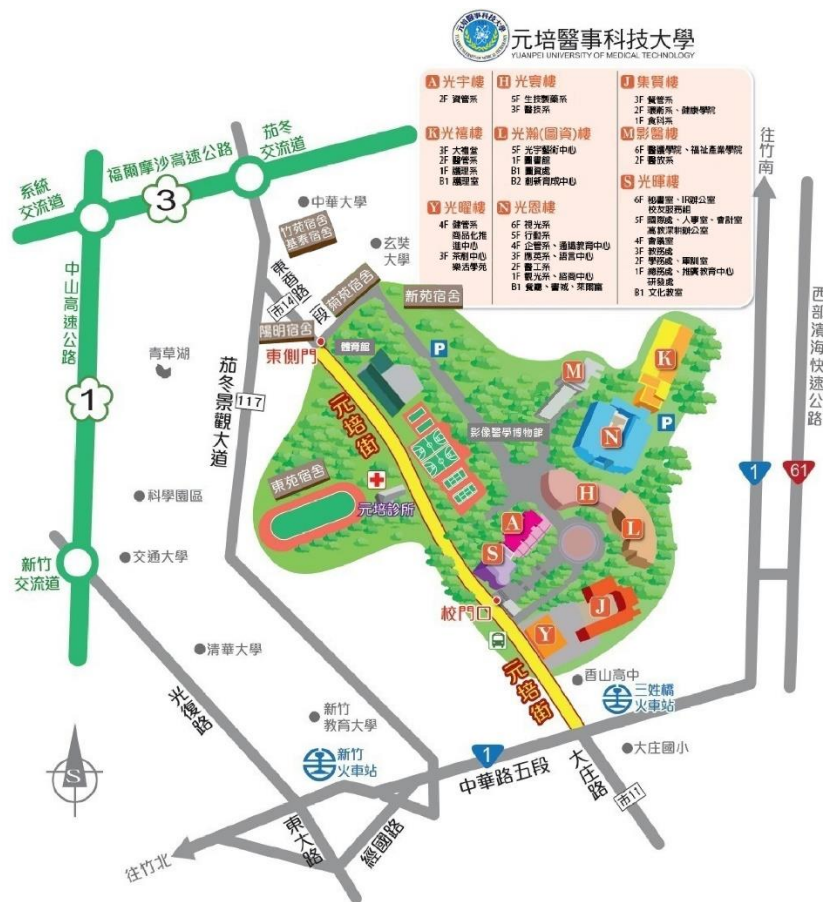 元培醫事科技大學
YUANPEI UNIVERSITY OF MEDICAL TECHNOLOGY
A 光宇樓
2F 資管系
K 光禧樓
3F 大禮堂
2F 醫管系
1F 護理系
B1 護理室
Y 光曜樓
4F 健管系
商品化推
進中心
3F 茶創中心
樂活學苑
H 光寰樓
5F 生技製藥系
3F 醫技系
L 光瀚(圖資)樓
5F 光宇藝術中心
1F 圖書館
B1 圖資處
B2 創新育成中心
N 光恩樓
6F 視光系
5F 行動系
4F 企管系、通識教育中心
3F 應英系、語言中心
2F 醫工系
1F 觀光系、諮商中心
B1 餐廳、書城、萊爾富
J 集賢樓
3F 餐管系
2F 環衛系、健康學院
1F 食科系
M 影醫樓
6F 醫護學院、福祉產業學院
2F 醫放系
S 光暉樓
6F 秘書室、IR辦公室
校友服務組
5F 國際處、人事室、會計室
高教深耕辦公室
4F 會議室
3F 教務處
2F 學務處、軍訓室
1F 總務處、推廣教育中心
研發處
B1 文化教室
往竹南
茄冬
交流道
福爾摩沙高速公路
3
系統
交流道
中華大學
竹苑宿舍
慕泰宿舍
玄奘
大學
東香路二段
市14
菊苑宿舍
新苑宿舍
陽明宿舍
東側門
體育館
P
中山高速公路
青草湖
1
茄冬景觀大道
117
元培街
M
K
N
P
影像醫學博物館
西部濱海快速公路
1
61
東苑宿舍
元培診所
科學園區
H
L
A
S
新竹
交流道
交通大學
校門口
J
Y
清華大學
元培街
香山高中
三姓橋
火車站
光復路
新竹
教育大學
新竹
火車站
1
中華路五段
大庄國小
大庄路
市11
S
東大路
經國路
往竹北